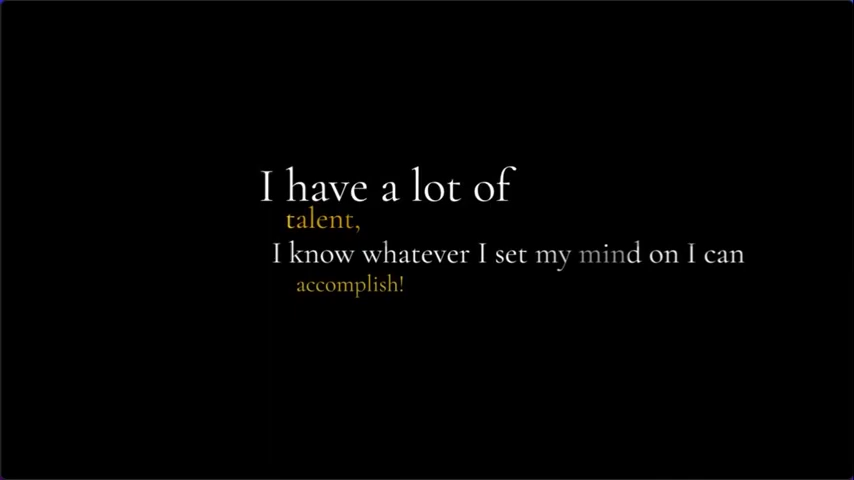 I have a lot of
talent,
I know whatever I set my mind on I can
accomplish!